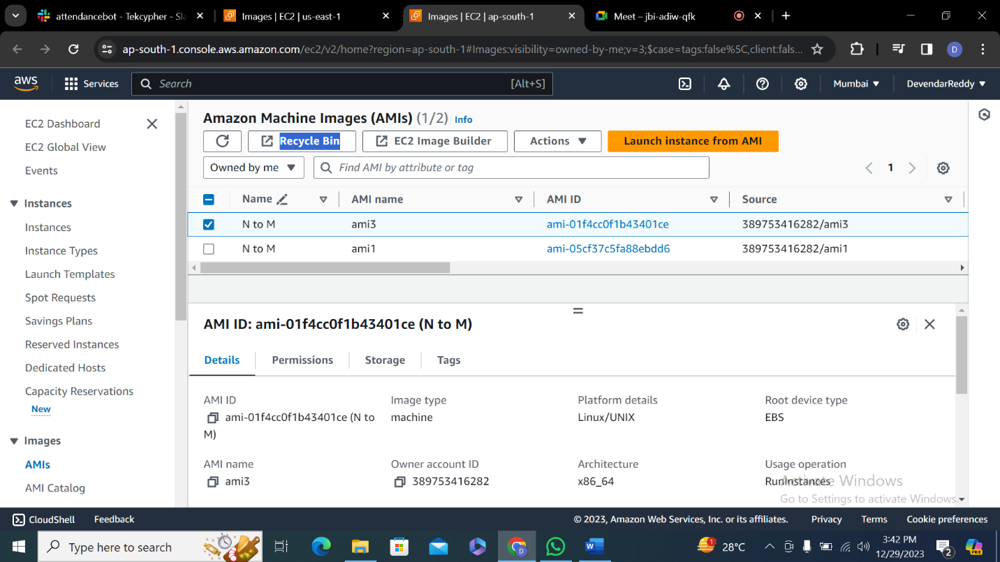 attendancebot - Tekcypher - Sla
Images | EC2 | us-east-1
Images | EC2 | ap-south-1
Meet – jbi-adiw-qfk
ap-south-1.console.aws.amazon.com/ec2/v2/home?region=ap-south-1#Images:visibility=owned-by-me;v=3;$case=tags:false%5C,client:fals...
D
aws
Services
Search
[Alt+S]
Mumbai
DevendarReddy
EC2 Dashboard
EC2 Global View
Events
Instances
Instances
Instance Types
Launch Templates
Spot Requests
Savings Plans
Reserved Instances
Dedicated Hosts
Capacity Reservations
New
Images
AMIs
AMI Catalog
Amazon Machine Images (AMIs) (1/2) Info
Recycle Bin
EC2 Image Builder
Actions
Launch instance from AMI
Owned by me
Find AMI by attribute or tag
1
Name AMI name AMI ID Source
N to M ami3 ami-01f4cc0f1b43401ce 389753416282/ami3
N to M ami1 ami-05cf37c5fa88ebdd6 389753416282/ami1
AMI ID: ami-01f4cc0f1b43401ce (N to M)
Details Permissions Storage Tags
AMI ID
ami-01f4cc0f1b43401ce (N to
M)
Image type
machine
Platform details
Linux/UNIX
Root device type
EBS
AMI name
ami3
Owner account ID
389753416282
Architecture
x86_64
Usage operation
RunInstances
Activate Windows
Go to Settings to activate Windows.
CloudShell Feedback
© 2023, Amazon Web Services, Inc. or its affiliates. Privacy Terms Cookie preferences
Type here to search
D
W
1
28°C
3:42 PM
12/29/2023
2
PRE